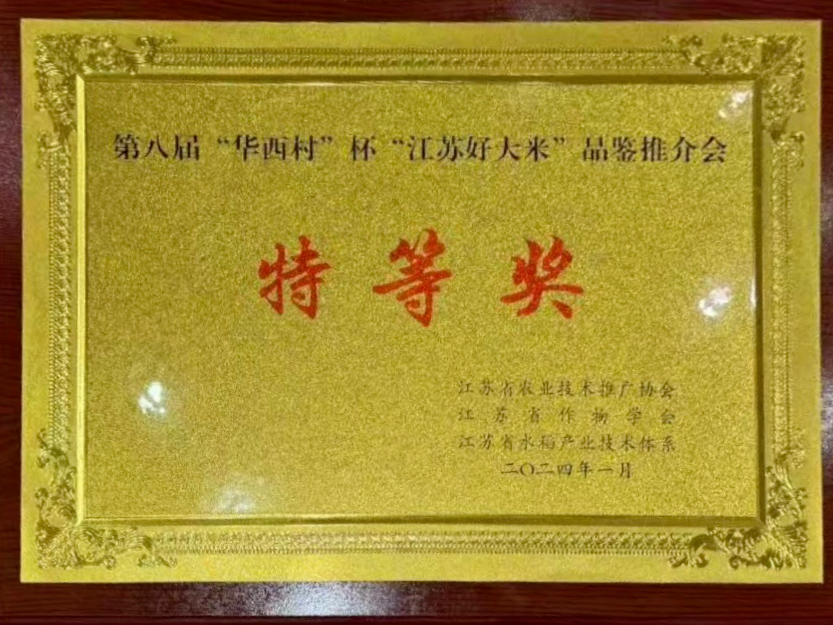 第八届“华西村”杯“江苏好大米”品鉴推介会
特等奖
江苏省农业技术推广协会
江苏省作物学会
江苏省水稻产业技术体系
二〇二四年一月